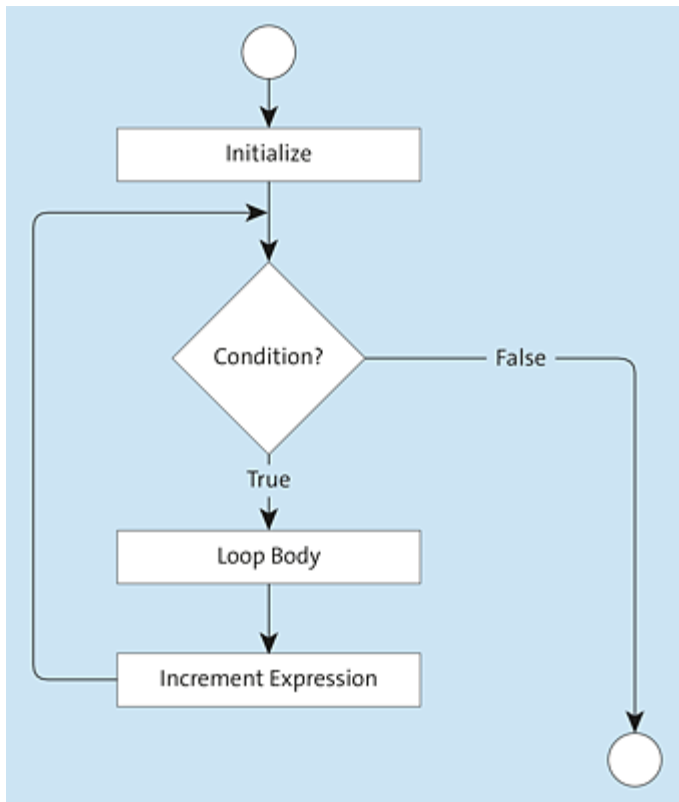 Initialize
Condition?
False
True
Loop Body
Increment Expression